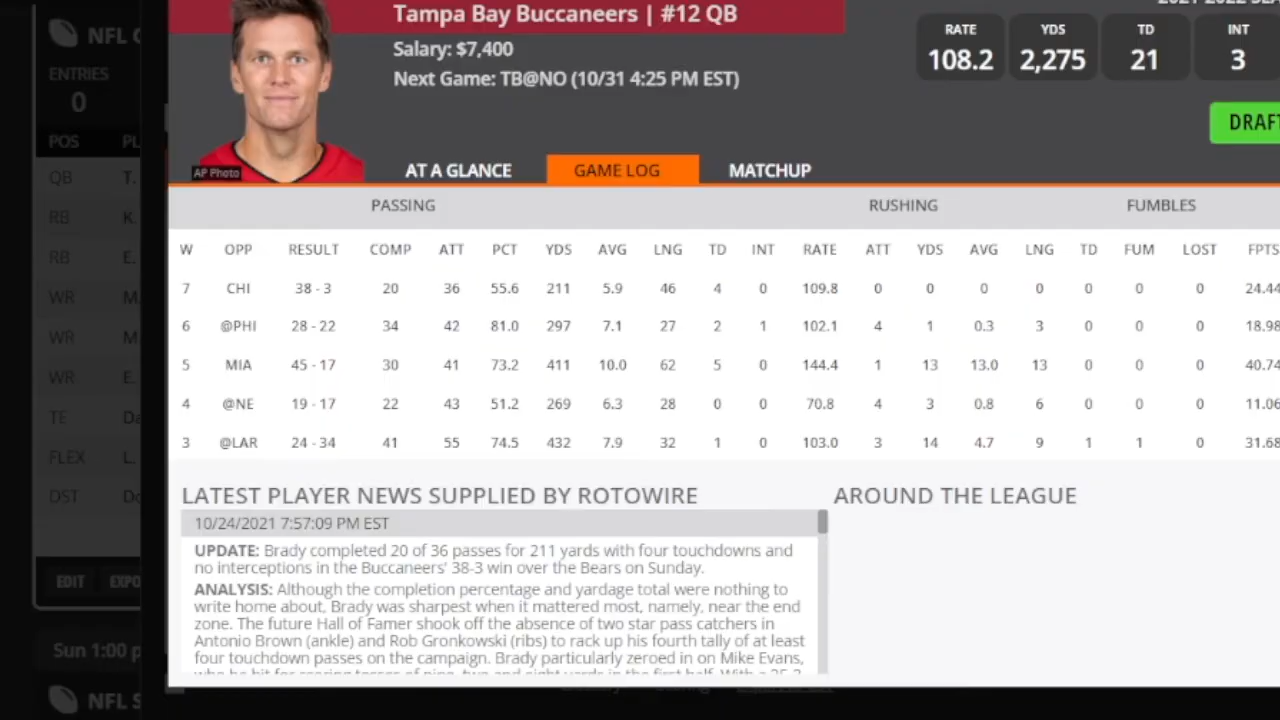 Tampa Bay Buccaneers | #12 QB
Salary: $7,400
Next Game: TB@NO (10/31 4:25 PM EST)
RATE YDS TD INT
108.2 2,275 21 3
DRAFT
AP Photo
AT A GLANCE GAME LOG MATCHUP
PASSING RUSHING FUMBLES
W OPP RESULT COMP ATT PCT YDS AVG LNG TD INT RATE ATT YDS AVG LNG TD FUM LOST FPTS
7 CHI 38 - 3 20 36 55.6 211 5.9 46 4 0 109.8 0 0 0 0 0 0 0 24.44
6 @PHI 28 - 22 34 42 81.0 297 7.1 27 2 1 102.1 4 1 0.3 3 0 0 0 18.98
5 MIA 45 - 17 30 41 73.2 411 10.0 62 5 0 144.4 1 13 13.0 13 0 0 0 40.74
4 @NE 19 - 17 22 43 51.2 269 6.3 28 0 0 70.8 4 3 0.8 6 0 0 0 11.06
3 @LAR 24 - 34 41 55 74.5 432 7.9 32 1 0 103.0 3 14 4.7 9 1 1 0 31.68
LATEST PLAYER NEWS SUPPLIED BY ROTOWIRE
AROUND THE LEAGUE
10/24/2021 7:57:09 PM EST
UPDATE: Brady completed 20 of 36 passes for 211 yards with four touchdowns and
no interceptions in the Buccaneers' 38-3 win over the Bears on Sunday.
ANALYSIS: Although the completion percentage and yardage total were nothing to
write home about, Brady was sharpest when it mattered most, namely, near the end
zone. The future Hall of Famer shook off the absence of two star pass catchers in
Antonio Brown (ankle) and Rob Gronkowski (ribs) to rack up his fourth tally of at least
four touchdown passes on the campaign. Brady particularly zeroed in on Mike Evans,
NFL
ENTRIES
0
POS PL
QB T.
RB K.
RB E.
WR M.
WR M.
WR E.
TE Da
FLEX L.
DST De
EDIT EXPO
Sun 1:00 p
NFL S